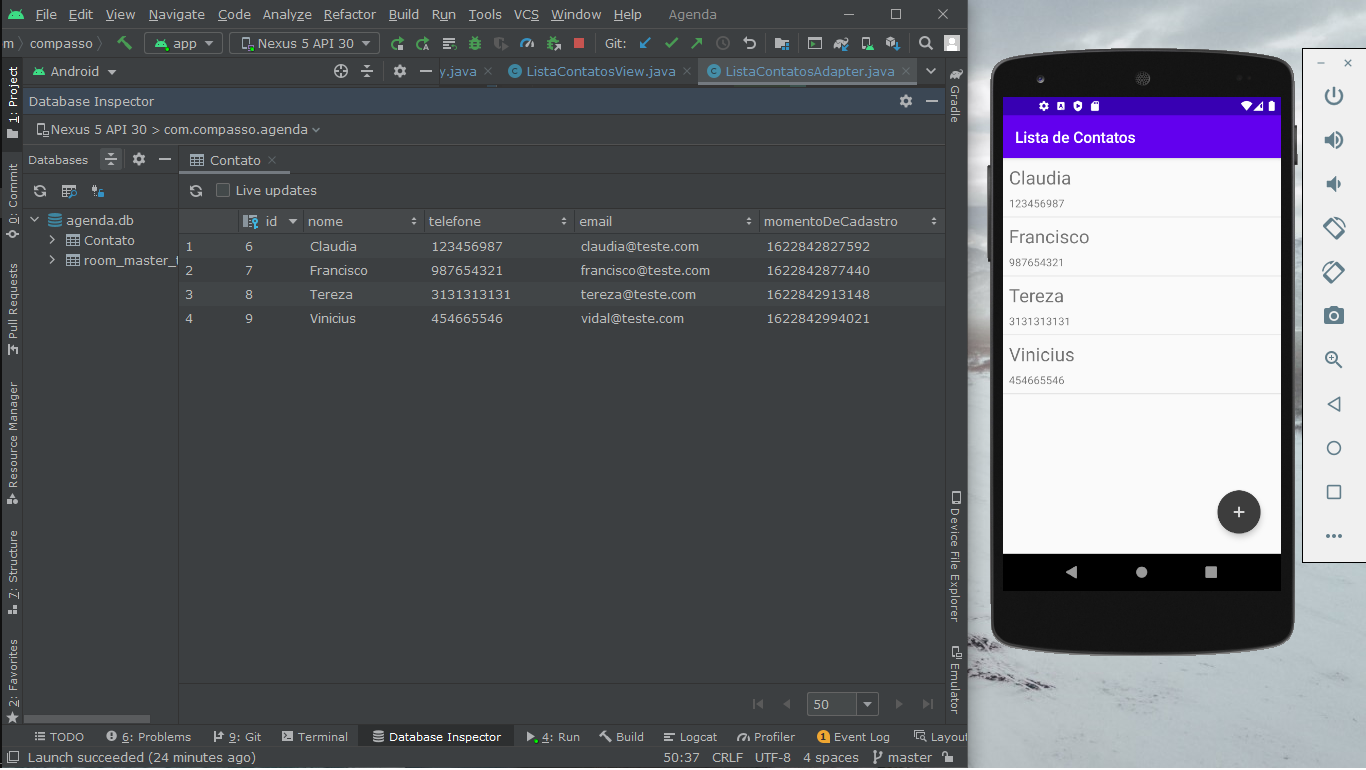 File Edit View Navigate Code Analyze Refactor Build Run Tools VCS Window Help Agenda
m compasso app Nexus 5 API 30 Git:
Android y.java ListaContatosView.java ListaContatosAdapter.java
Database Inspector
Nexus 5 API 30 > com.compasso.agenda
Databases Contato
Live updates
agenda.db
Contato
room_master_t
id nome telefone email momentoDeCadastro
1 6 Claudia 123456987 claudia@teste.com 1622842827592
2 7 Francisco 987654321 francisco@teste.com 1622842877440
3 8 Tereza 3131313131 tereza@teste.com 1622842913148
4 9 Vinicius 454665546 vidal@teste.com 1622842994021
50
1: Project
0: Commit
Pull Requests
Resource Manager
7: Structure
2: Favorites
Gradle
Device File Explorer
Emulator
TODO 6: Problems 9: Git Terminal Database Inspector 4: Run Build Logcat Profiler 1 Event Log Layou
Launch succeeded (24 minutes ago) 50:37 CRLF UTF-8 4 spaces master
Lista de Contatos
Claudia
123456987
Francisco
987654321
Tereza
3131313131
Vinicius
454665546